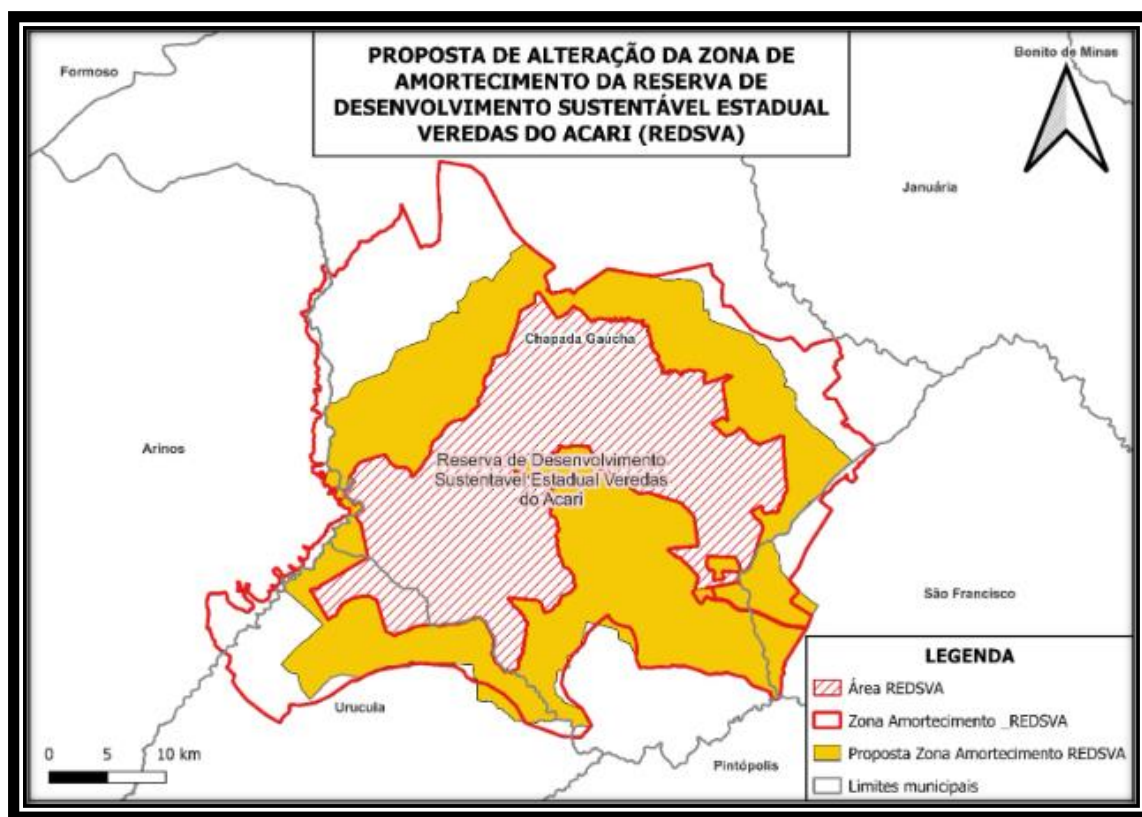 PROPOSTA DE ALTERAÇÃO DA ZONA DE
AMORTECIMENTO DA RESERVA DE
DESENVOLVIMENTO SUSTENTÁVEL ESTADUAL
VEREDAS DO ACARI (REDSVA)
Formoso
Bonito de Minas
Januária
Chapada Gaúcha
Arinos
Reserva de Desenvolvimento
Sustentavel Estadual Veredas
do Acari
São Francisco
Urucuia
Pintópolis
0 5 10 km
LEGENDA
Área REDSVA
Zona Amortecimento _REDSVA
Proposta Zona Amortecimento REDSVA
Limites municipais